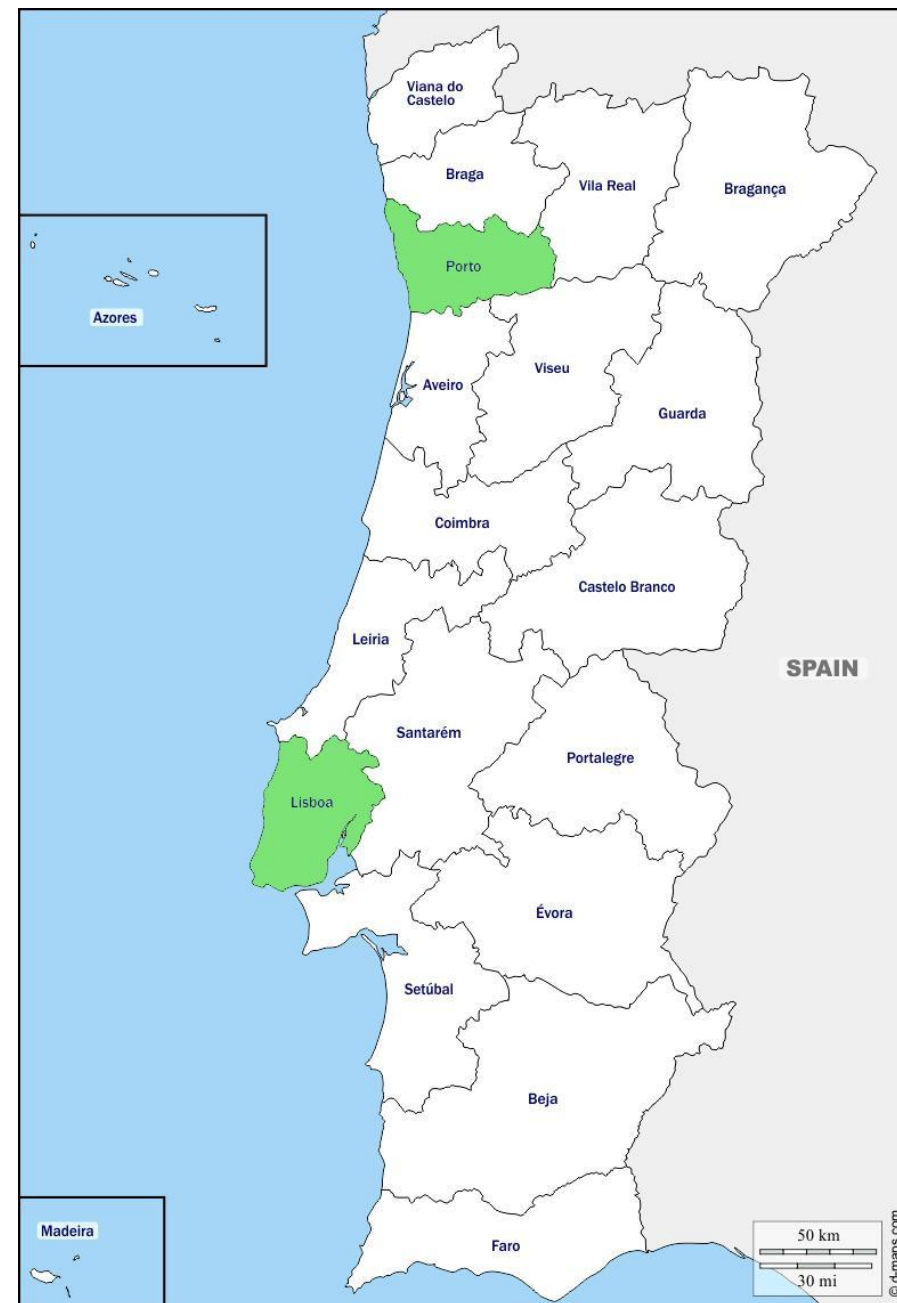 Viana do
Castelo
Braga
Vila Real
Bragança
Porto
Azores
Aveiro
Viseu
Guarda
Coimbra
Castelo Branco
Leiria
SPAIN
Santarém
Portalegre
Lisboa
Évora
Setúbal
Beja
Madeira
Faro
50 km
30 mi
© d-maps.com